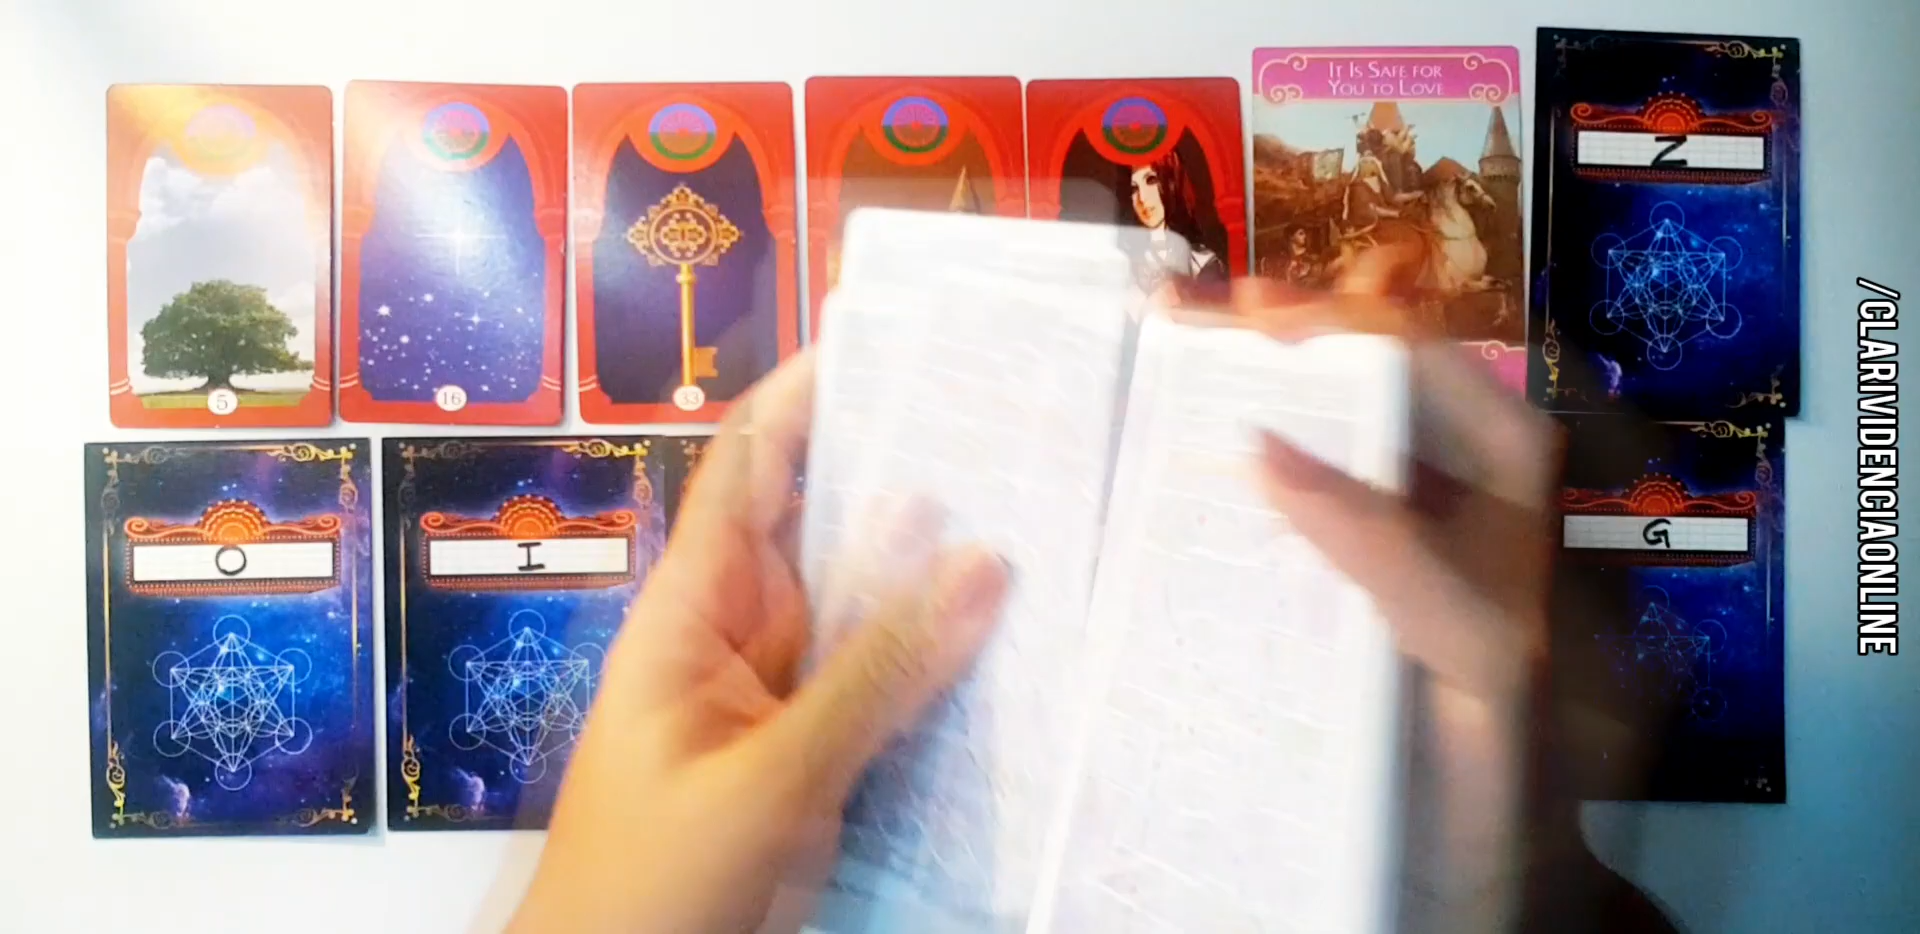 IT IS SAFE FOR
YOU TO LOVE
Z
5
16
33
O
I
G
/CLARIVIDENCIAONLINE